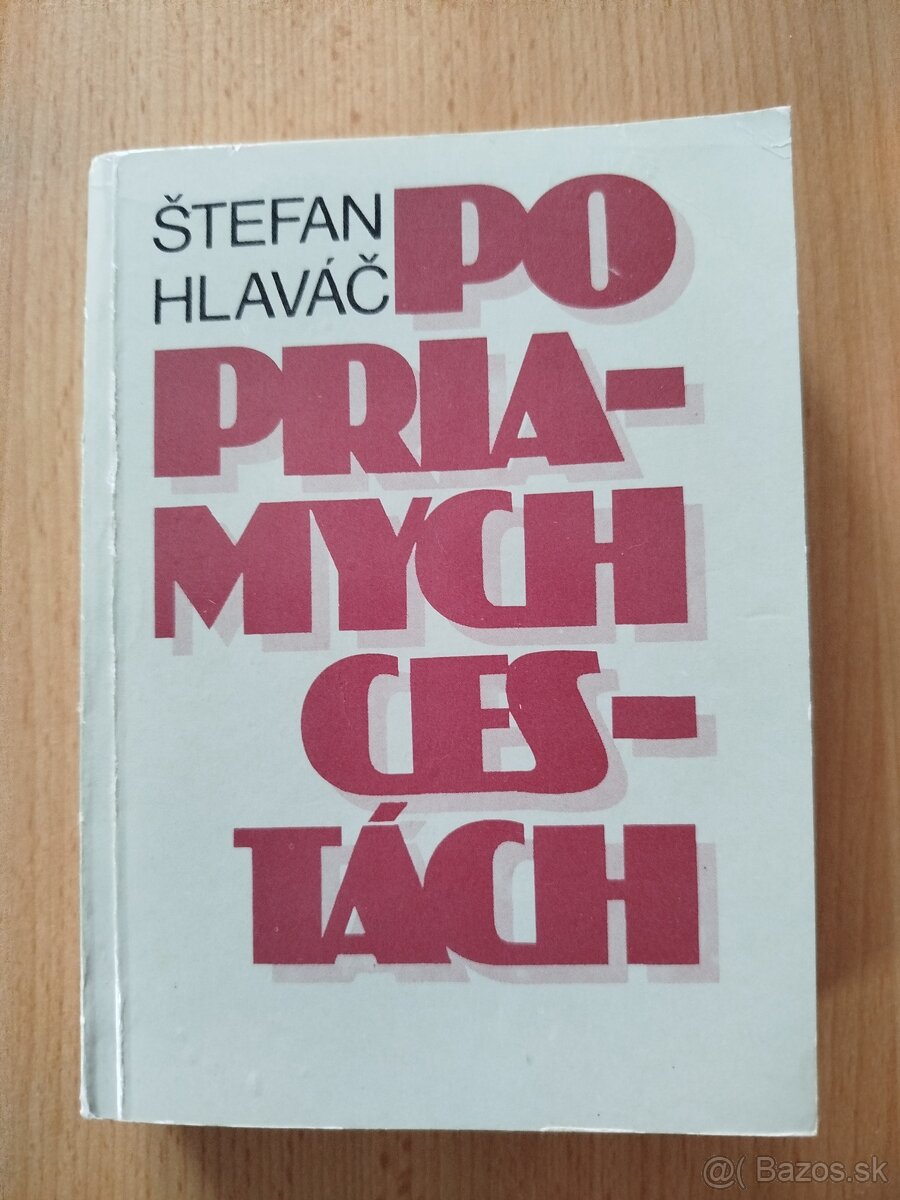 ŠTEFAN
HLAVÁČ
PO
PRIA-
MYCH
CES-
TÁCH
@( Bazos.sk